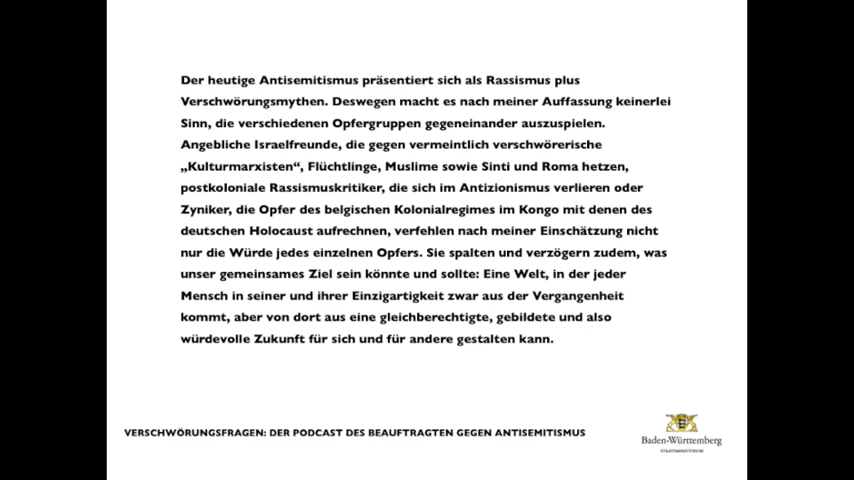 Der heutige Antisemitismus präsentiert sich als Rassismus plus
Verschwörungsmythen. Deswegen macht es nach meiner Auffassung keinerlei
Sinn, die verschiedenen Opfergruppen gegeneinander auszuspielen.
Angebliche Israelfreunde, die gegen vermeintlich verschwörerische
„Kulturmarxisten“, Flüchtlinge, Muslime sowie Sinti und Roma hetzen,
postkoloniale Rassismuskritiker, die sich im Antizionismus verlieren oder
Zyniker, die Opfer des belgischen Kolonialregimes im Kongo mit denen des
deutschen Holocaust aufrechnen, verfehlen nach meiner Einschätzung nicht
nur die Würde jedes einzelnen Opfers. Sie spalten und verzögern zudem, was
unser gemeinsames Ziel sein könnte und sollte: Eine Welt, in der jeder
Mensch in seiner und ihrer Einzigartigkeit zwar aus der Vergangenheit
kommt, aber von dort aus eine gleichberechtigte, gebildete und also
würdevolle Zukunft für sich und für andere gestalten kann.
VERSCHWÖRUNGSFRAGEN: DER PODCAST DES BEAUFTRAGTEN GEGEN ANTISEMITISMUS
Baden-Württemberg
STAATSMINISTERIUM